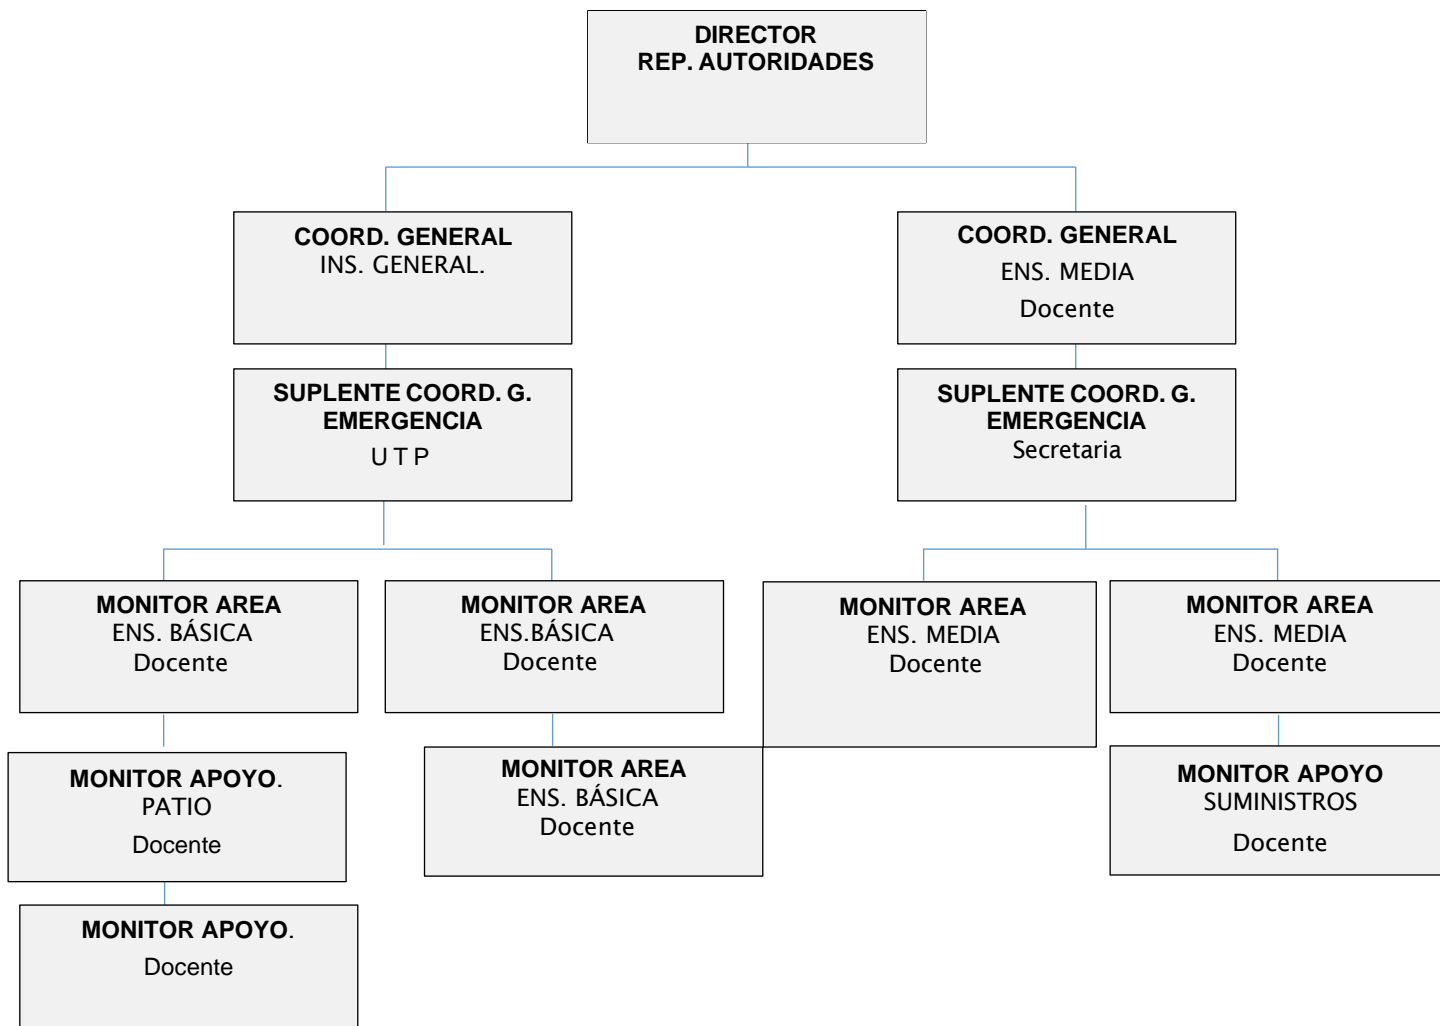 DIRECTOR
REP. AUTORIDADES
COORD. GENERAL
INS. GENERAL.
COORD. GENERAL
ENS. MEDIA
Docente
SUPLENTE COORD. G.
EMERGENCIA
U T P
SUPLENTE COORD. G.
EMERGENCIA
Secretaria
MONITOR AREA
ENS. BÁSICA
Docente
MONITOR AREA
ENS.BÁSICA
Docente
MONITOR AREA
ENS. MEDIA
Docente
MONITOR AREA
ENS. MEDIA
Docente
MONITOR APOYO.
PATIO
Docente
MONITOR AREA
ENS. BÁSICA
Docente
MONITOR APOYO
SUMINISTROS
Docente
MONITOR APOYO.
Docente